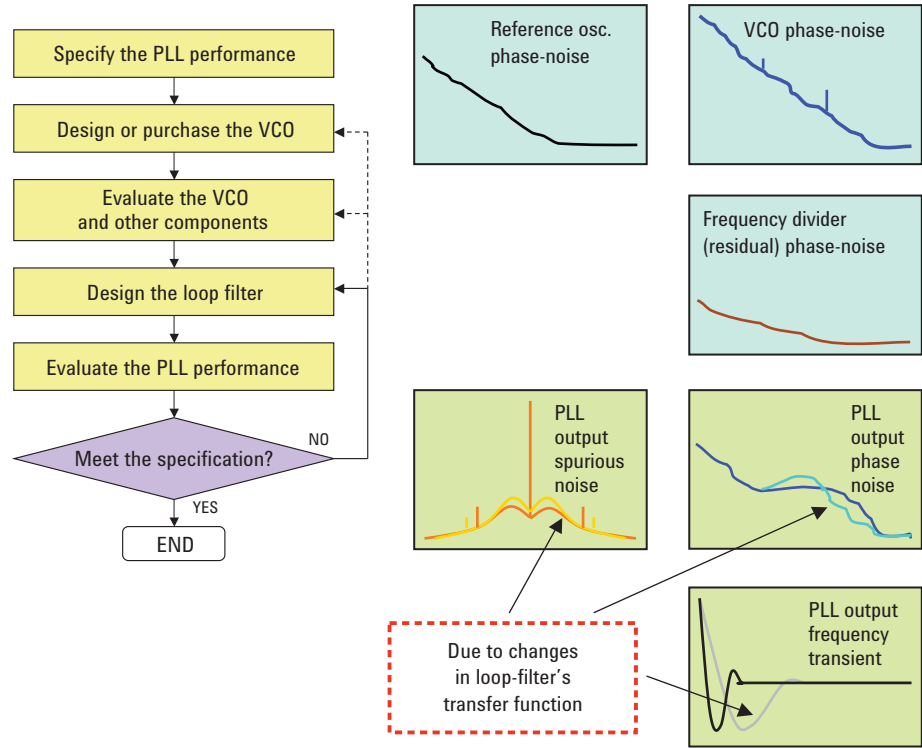 Specify the PLL performance
Design or purchase the VCO
Evaluate the VCO
and other components
Design the loop filter
Evaluate the PLL performance
Meet the specification?
NO
YES
END
Reference osc.
phase-noise
VCO phase-noise
Frequency divider
(residual) phase-noise
PLL
output
spurious
noise
PLL
output
phase
noise
Due to changes
in loop-filter's
transfer function
PLL output
frequency
transient